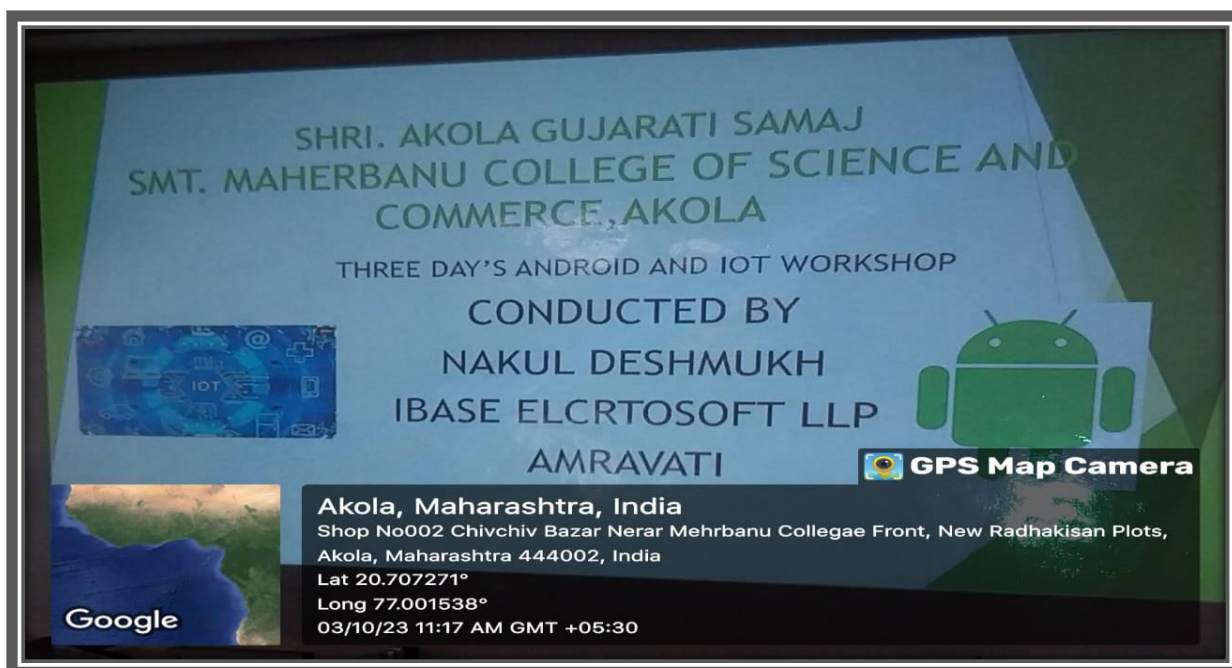 SHRI. AKOLA GUJARATI SAMAJ
SMT. MAHERBANU COLLEGE OF SCIENCE AND
COMMERCE, AKOLA
THREE DAY'S ANDROID AND IOT WORKSHOP
CONDUCTED BY
NAKUL DESHMUKH
IBASE ELCRTOSOFT LLP
AMRAVATI
IOT
GPS Map Camera
Akola, Maharashtra, India
Shop No002 Chivchiv Bazar Nerar Mehrbanu Collegae Front, New Radhakisan Plots,
Akola, Maharashtra 444002, India
Lat 20.707271°
Long 77.001538°
03/10/23 11:17 AM GMT +05:30
Google